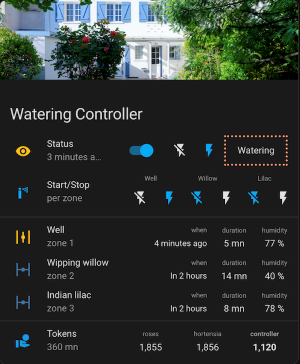 Watering Controller
Status
3 minutes a...
Watering
Start/Stop
per zone
Well Willow Lilac
Well
zone 1
when duration humidity
4 minutes ago 5 mn 77 %
Wipping willow
zone 2
when duration humidity
In 2 hours 14 mn 40 %
Indian lilac
zone 3
when duration humidity
In 2 hours 8 mn 78 %
Tokens
360 mn
roses hortensia controller
1,855 1,856 1,120